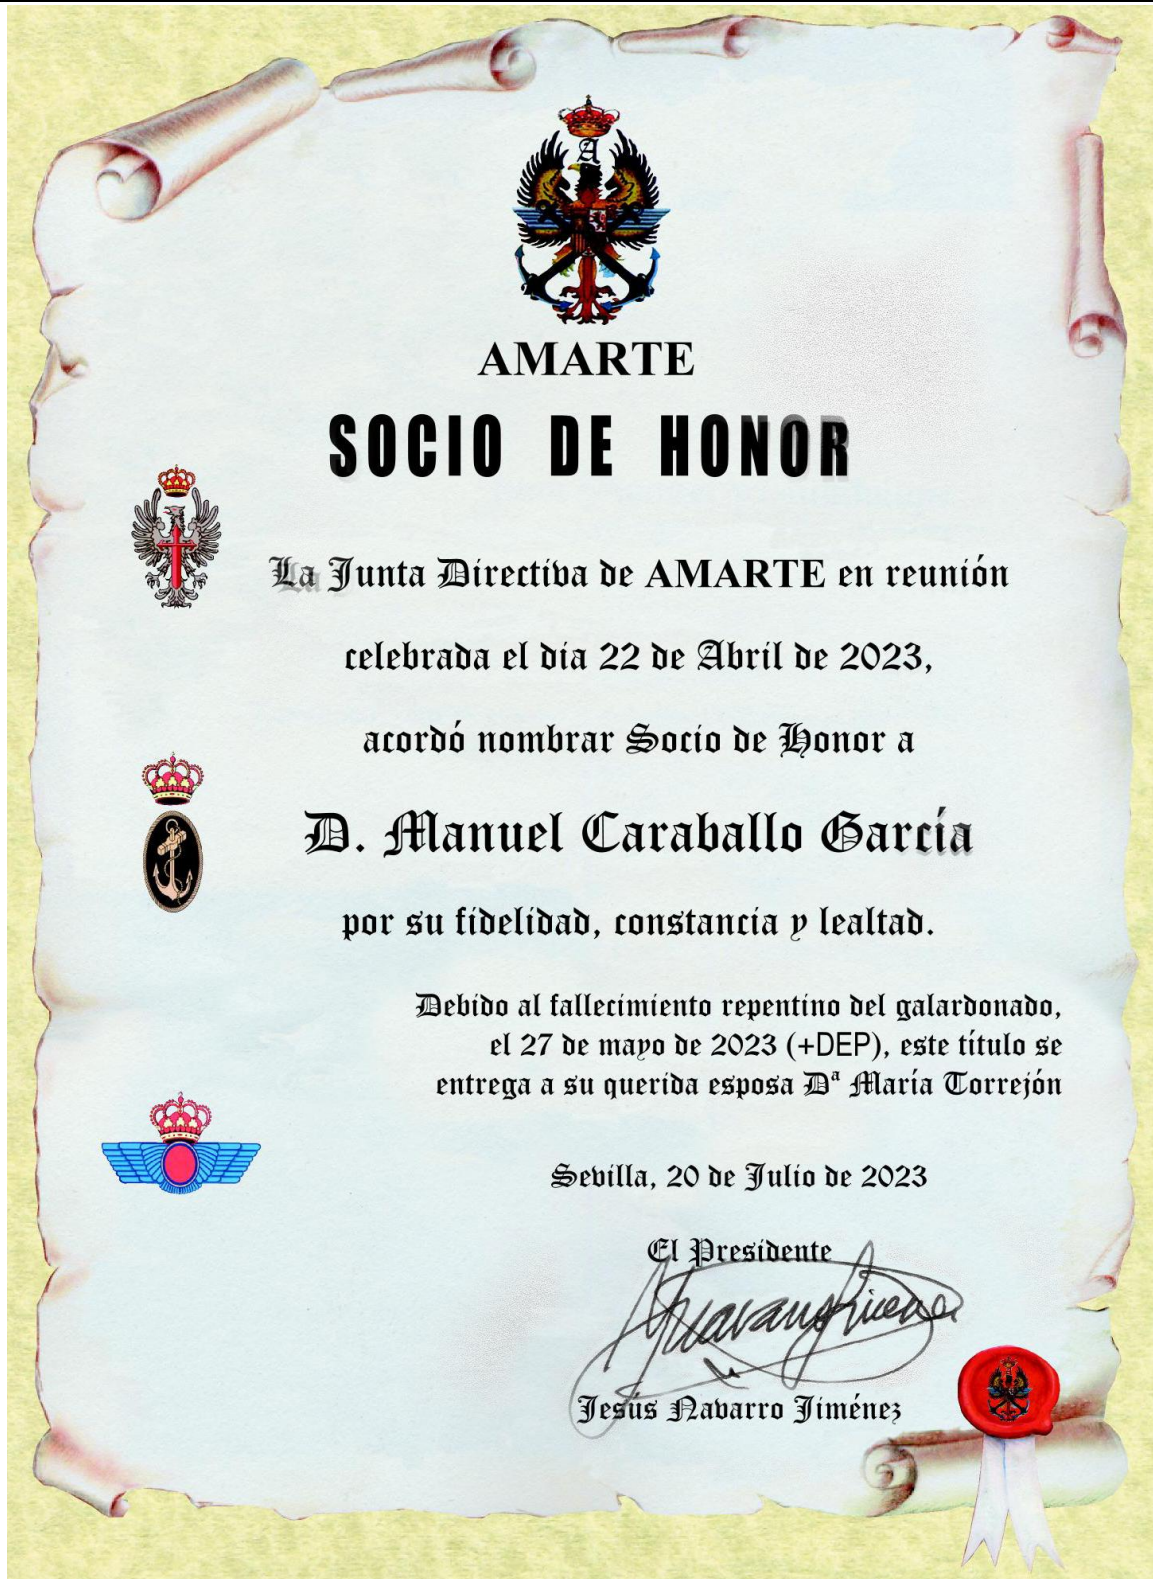 A
AMARTE
SOCIO DE HONOR
La Junta Directiva de AMARTE en reunión
celebrada el dia 22 de Abril de 2023,
acordó nombrar Socio de Honor a
D. Manuel Caraballo García
por su fidelidad, constancia y lealtad.
Debido al fallecimiento repentino del galardonado,
el 27 de mayo de 2023 (+DEP), este título se
entrega a su querida esposa Dª María Torrejón
Sevilla, 20 de Julio de 2023
El Presidente
Jesús Navarro Jiménez